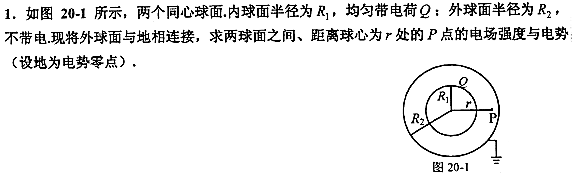 1. 如图 20-1 所示，两个同心球面.内球面半径为 R₁，均匀带电荷 Q；外球面半径为 R₂，
不带电.现将外球面与地相连接，求两球面之间、距离球心为 r 处的 P 点的电场强度与电势
（设地为电势零点）.
Q
R₁
r
P
R₂
图 20-1